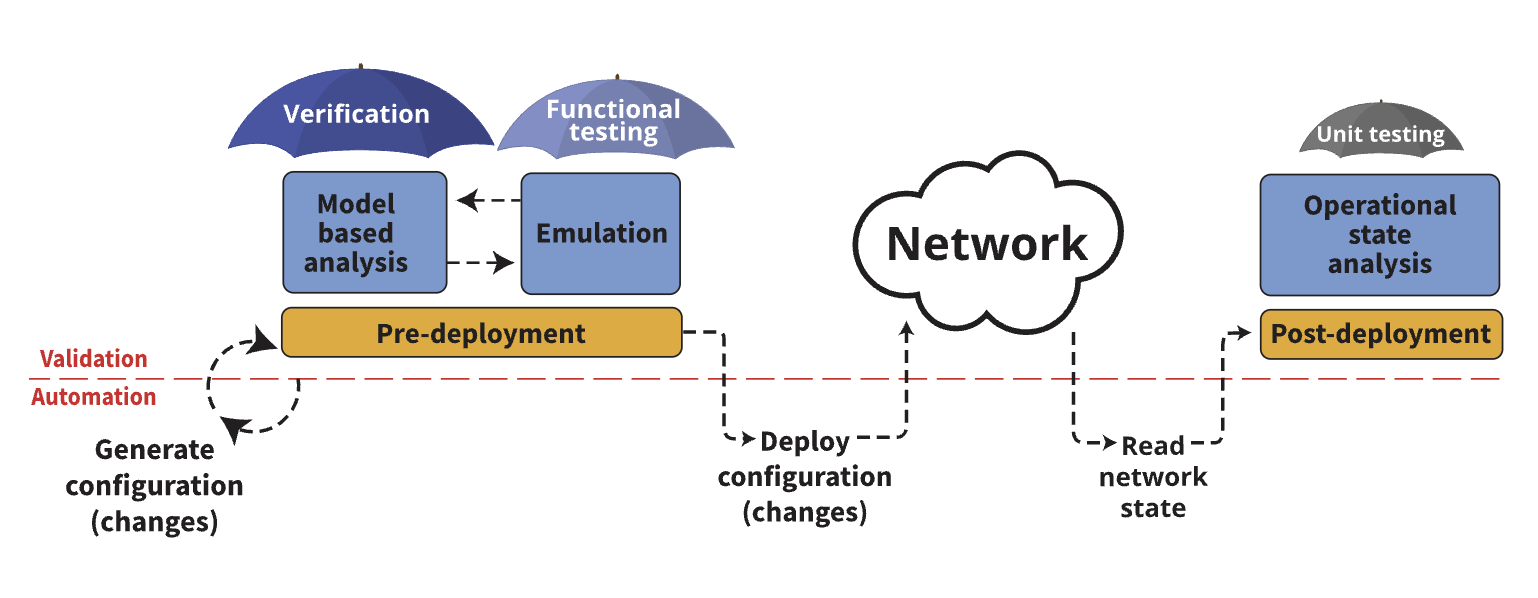 Verification
Functional
testing
Unit testing
Model
based
analysis
Emulation
Network
Operational
state
analysis
Pre-deployment
Post-deployment
Validation
Automation
Generate
configuration
(changes)
Deploy
configuration
(changes)
Read
network
state